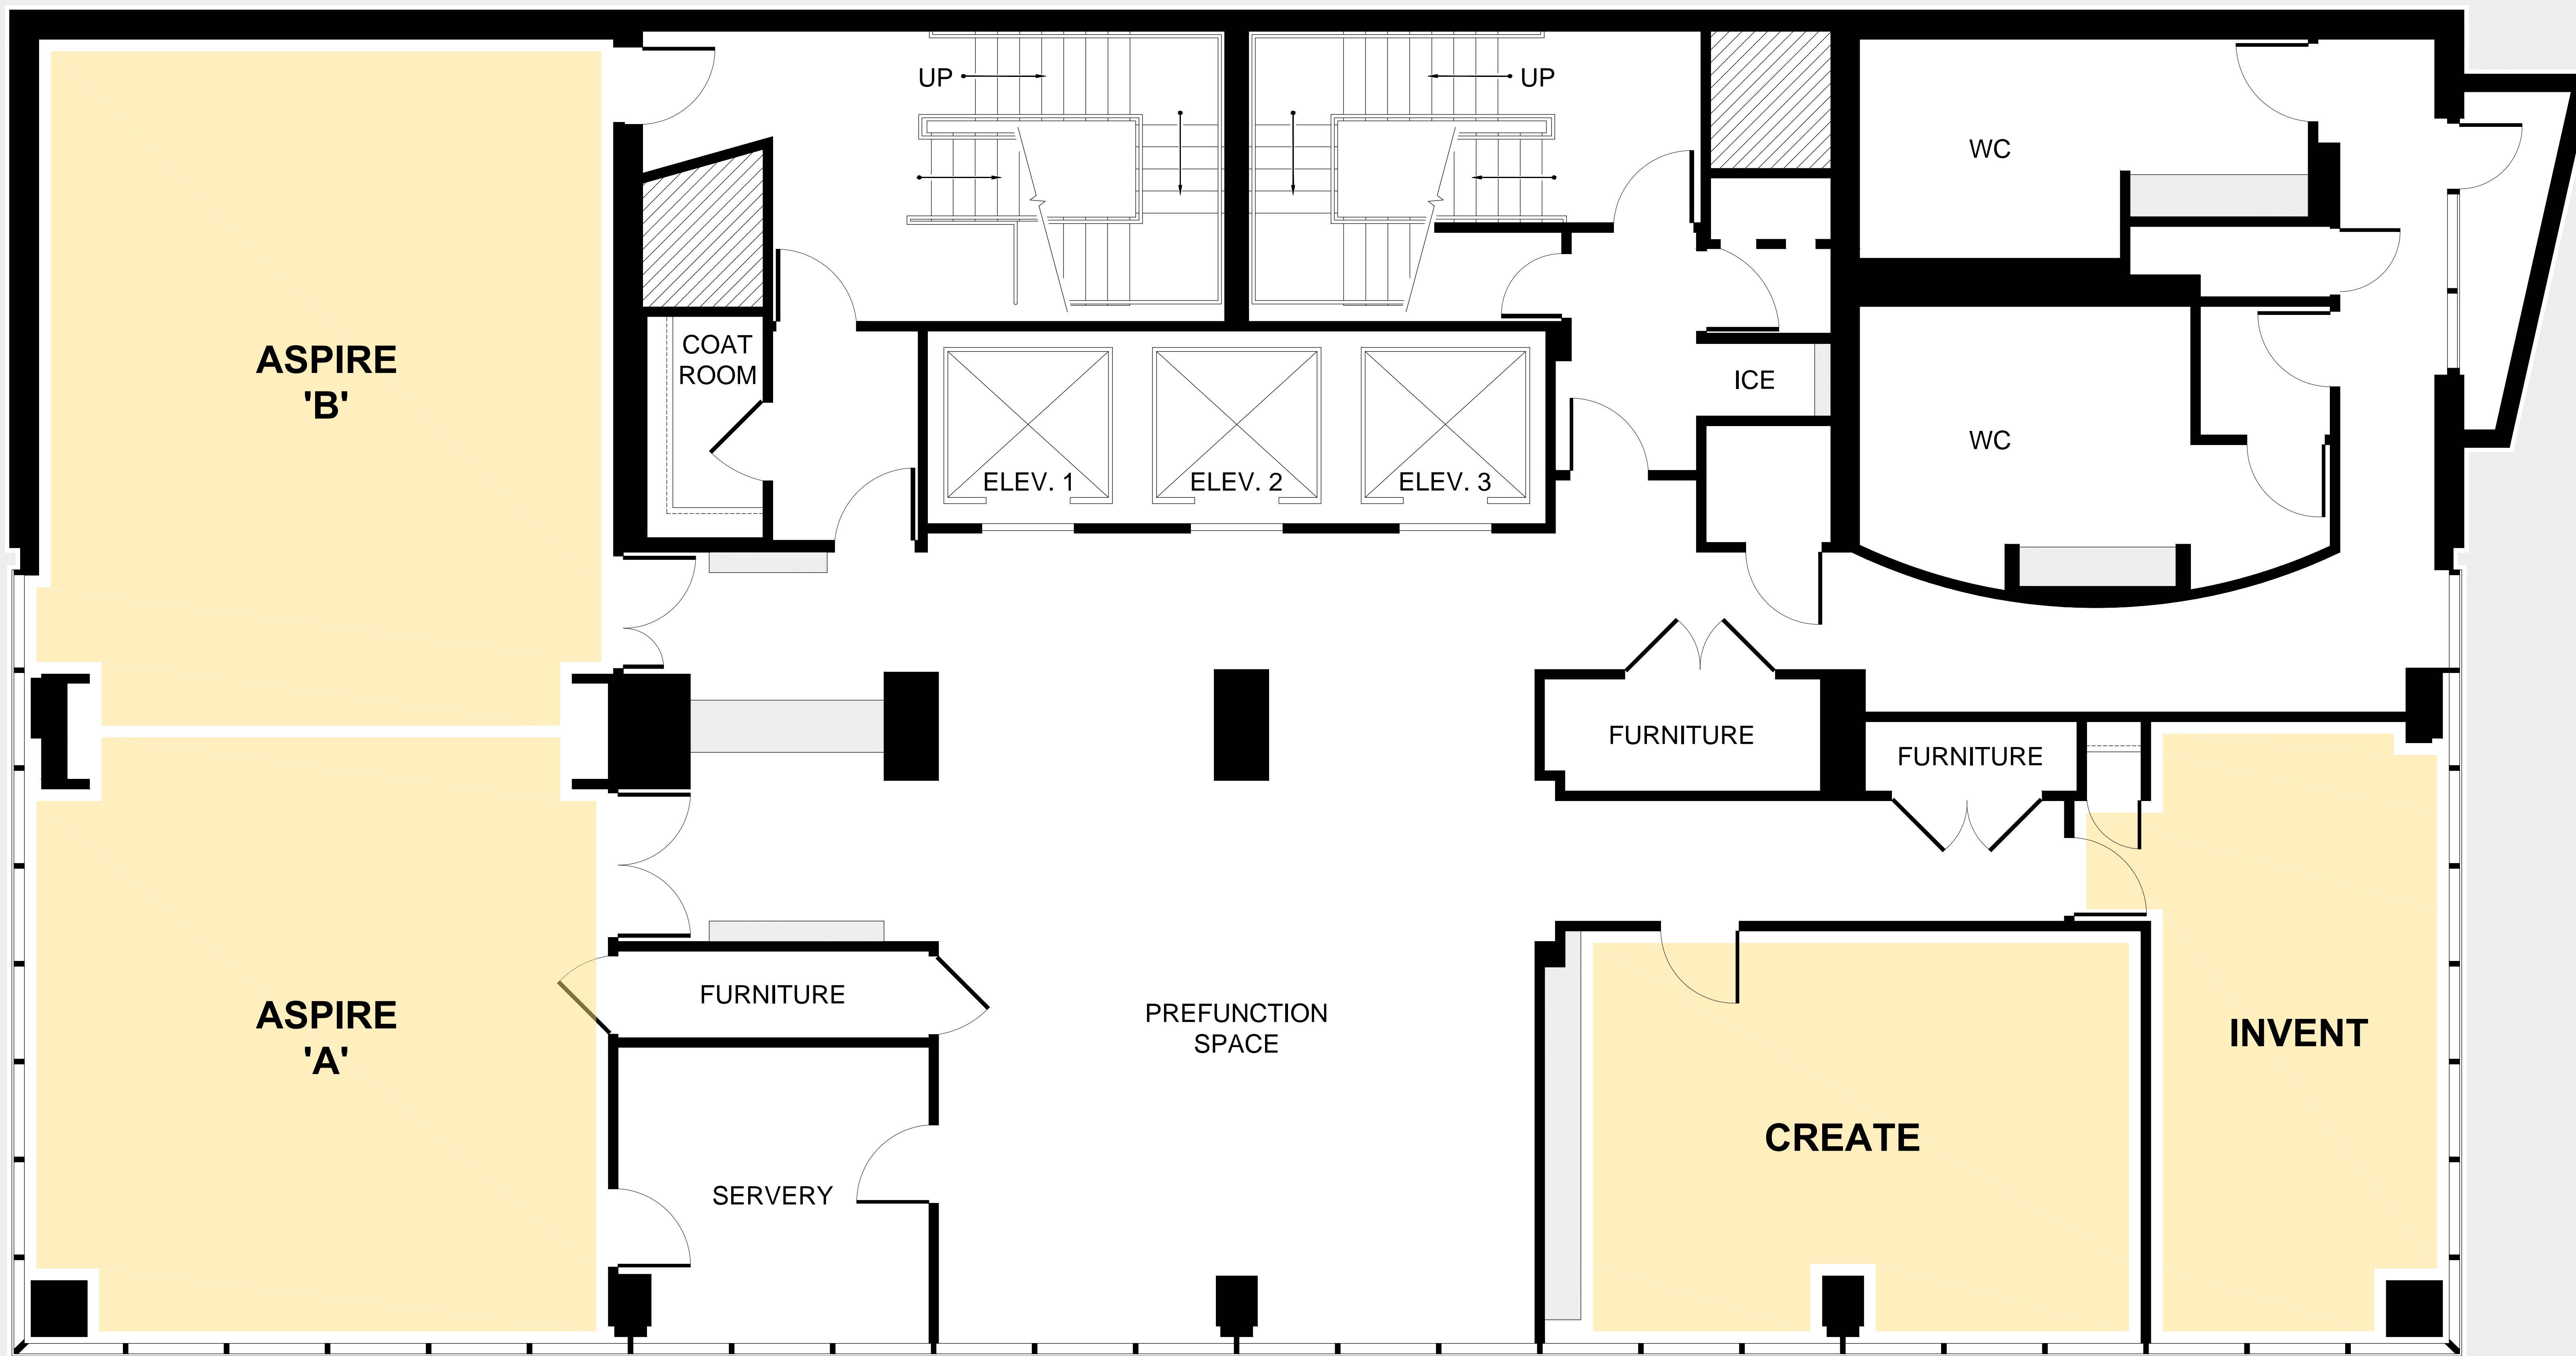 UP
UP
WC
ASPIRE
'B'
COAT
ROOM
ICE
WC
ELEV. 1
ELEV. 2
ELEV. 3
FURNITURE
FURNITURE
ASPIRE
'A'
FURNITURE
PREFUNCTION
SPACE
INVENT
CREATE
SERVERY